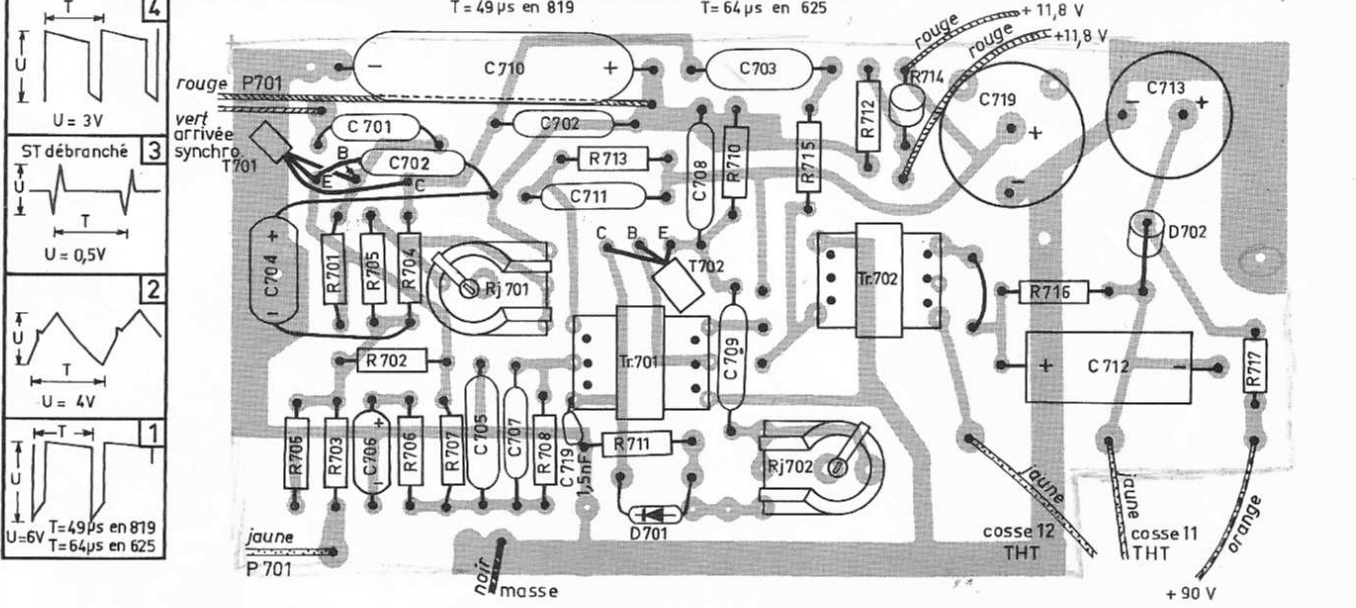 T = 49 µs en 819
T = 64 µs en 625
4
T
U
U = 3V
ST débranché
3
U
T
U = 0,5V
2
U
T
U = 4V
1
T
U
U=6V
T=49µs en 819
T=64µs en 625
rouge
P701
vert
arrivée
synchro.
T701
rouge
+ 11,8 V
rouge
+11,8 V
C710
C703
R712
R714
C719
C713
C701
C702
B
E
C702
C
R713
C711
C708
R710
R715
C704
R701
R705
R704
Rj701
C
B
E
T702
Tr.702
D702
R716
C712
R717
R702
Tr.701
C709
R706
R703
C706
R706
R707
C705
C707
R708
C719
1,5nF
R711
Rj702
D701
jaune
P 701
noir
masse
jaune
cosse 12
THT
jaune
cosse 11
THT
orange
+ 90 V